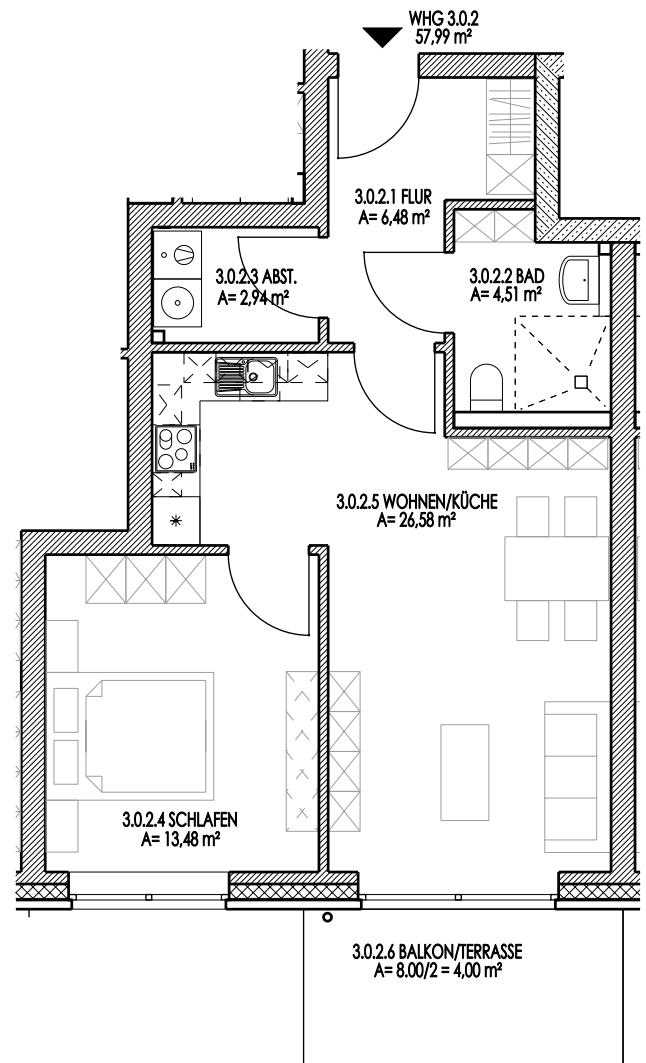 WHG 3.0.2
57,99 m²
3.0.2.1 FLUR
A= 6,48 m²
3.0.2.3 ABST.
A= 2,94 m²
3.0.2.2 BAD
A= 4,51 m²
3.0.2.5 WOHNEN/KÜCHE
A= 26,58 m²
3.0.2.4 SCHLAFEN
A= 13,48 m²
3.0.2.6 BALKON/TERRASSE
A= 8.00/2 = 4,00 m²